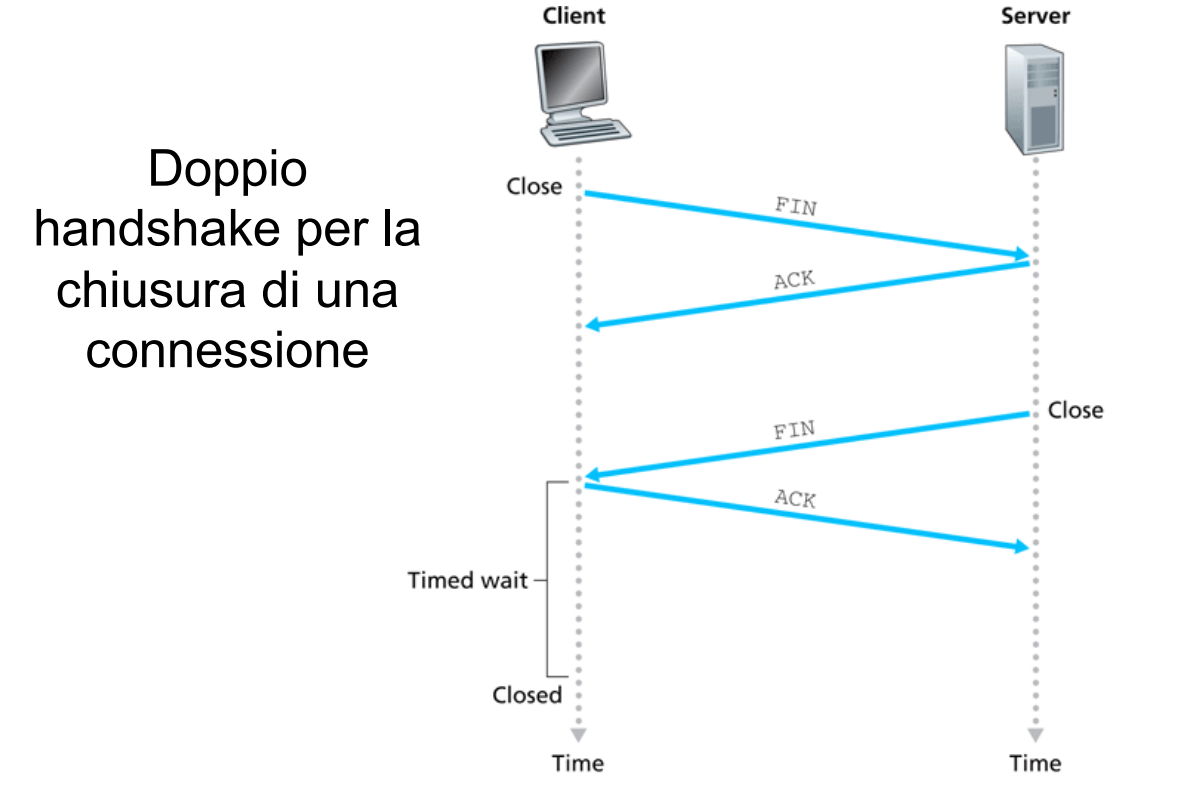 Client
Server
Doppio
handshake per la
chiusura di una
connessione
Close
FIN
ACK
Close
FIN
ACK
Timed wait
Closed
Time
Time